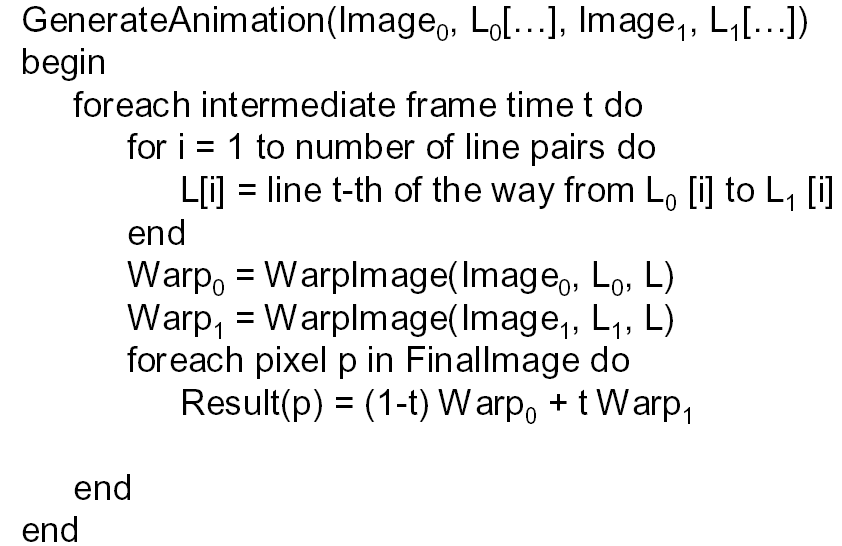 GenerateAnimation(Image₀, L₀[…], Image₁, L₁[…])
begin
foreach intermediate frame time t do
for i = 1 to number of line pairs do
L[i] = line t-th of the way from L₀ [i] to L₁ [i]
end
Warp₀ = WarpImage(Image₀, L₀, L)
Warp₁ = WarpImage(Image₁, L₁, L)
foreach pixel p in FinalImage do
Result(p) = (1-t) Warp₀ + t Warp₁
end
end